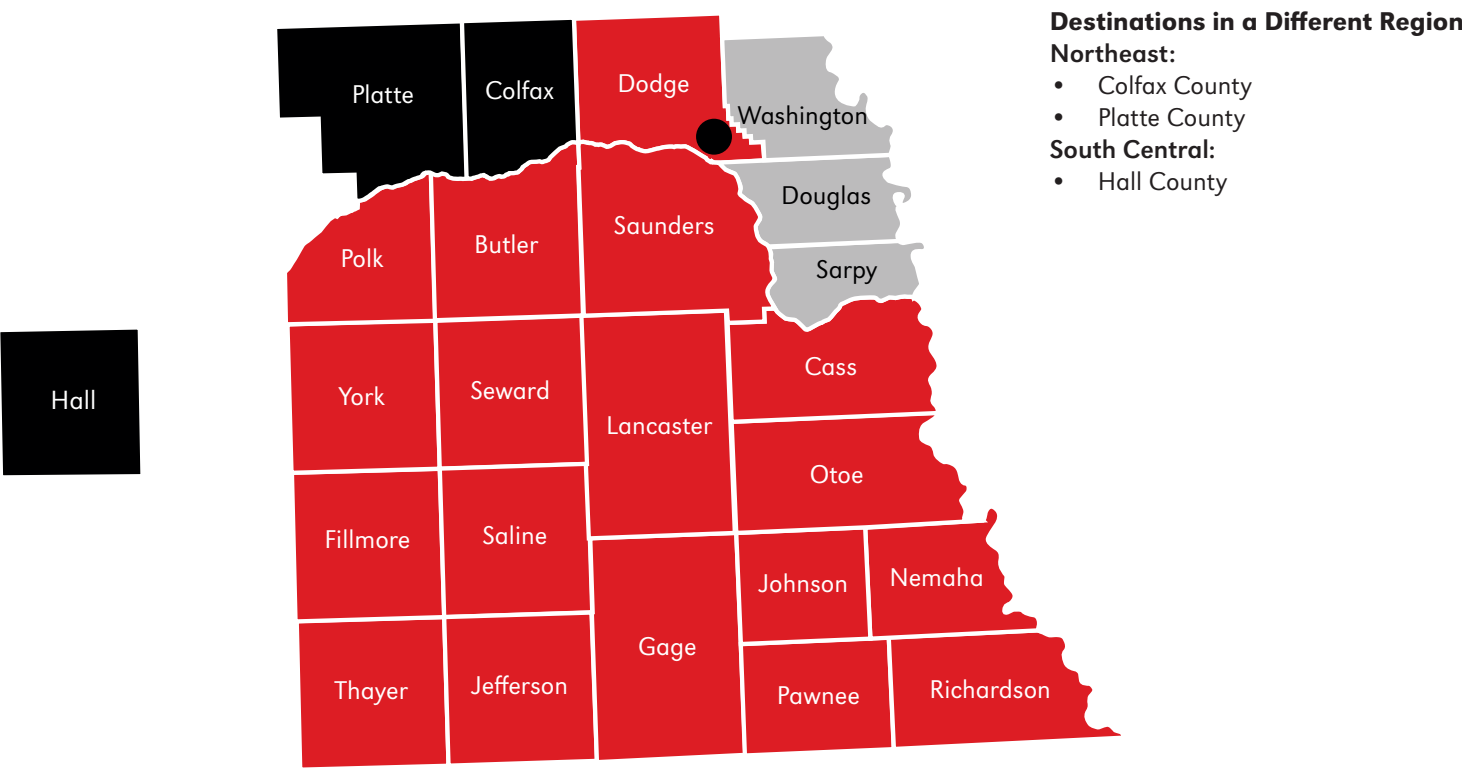 Destinations in a Different Region
Northeast:
• Colfax County
• Platte County
South Central:
• Hall County
Platte
Colfax
Dodge
Washington
Douglas
Saunders
Sarpy
Polk
Butler
Hall
York
Seward
Lancaster
Cass
Otoe
Fillmore
Saline
Johnson
Nemaha
Gage
Thayer
Jefferson
Pawnee
Richardson